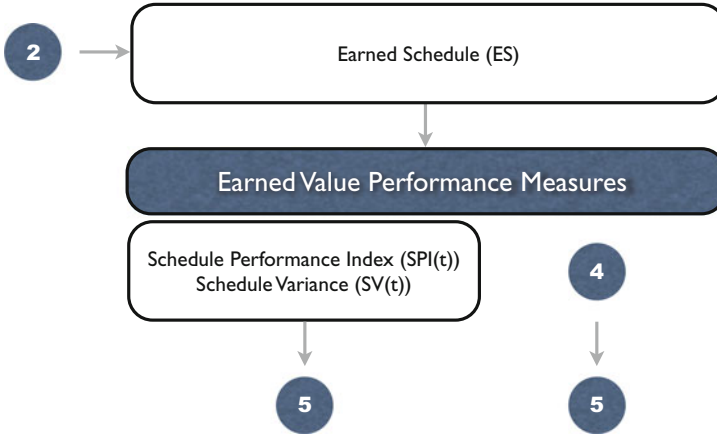 2
Earned Schedule (ES)
Earned Value Performance Measures
Schedule Performance Index (SPI(t))
Schedule Variance (SV(t))
4
5
5